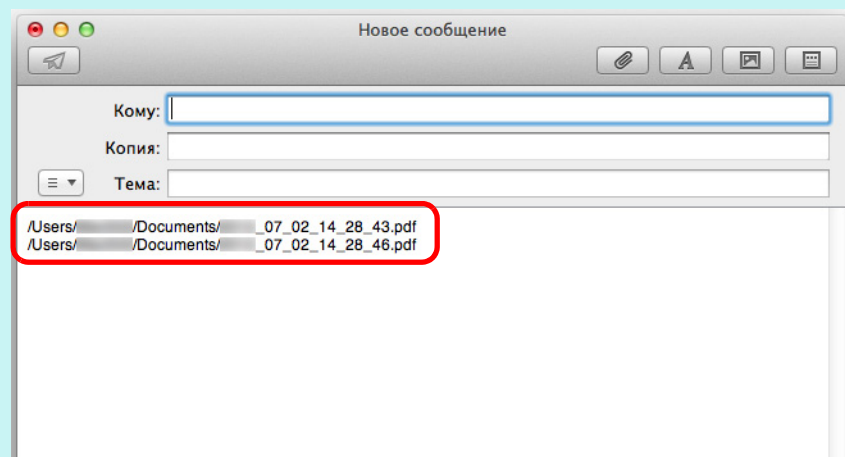 Новое сообщение
Кому:
Копия:
Тема:
/Users/ /Documents/ _07_02_14_28_43.pdf
/Users/ /Documents/ _07_02_14_28_46.pdf